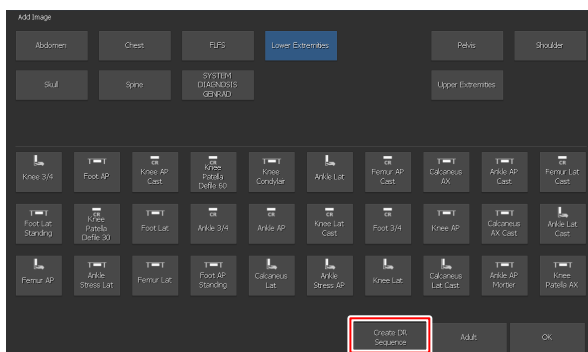 Add Image
Abdomen
Chest
FLFS
Lower Extremities
Pelvis
Shoulder
Skull
Spine
SYSTEM
DIAGNOSIS
GENRAD
Upper Extremities
Knee 3/4
T T
Foot AP
CR
Knee AP
Cast
CR
Knee
Patella
Defile 60
T T
Knee
Condylair
Ankle Lat
CR
Femur AP
Cast
T T
Calcaneus
AX
T T
Ankle AP
Cast
CR
Femur Lat
Cast
T T
Foot Lat
Standing
CR
Knee
Patella
Defile 30
T T
Foot Lat
CR
Ankle 3/4
CR
Ankle AP
CR
Knee Lat
Cast
CR
Foot 3/4
T T
Knee AP
T T
Calcaneus
AX Cast
Ankle Lat
Cast
Femur AP
T T
Ankle
Stress Lat
T T
Femur Lat
T T
Foot AP
Standing
Calcaneus
Lat
Ankle
Stress AP
Knee Lat
Calcaneus
Lat Cast
T T
Ankle AP
Mortier
T T
Knee
Patella AX
Create DR
Sequence
Adult
OK